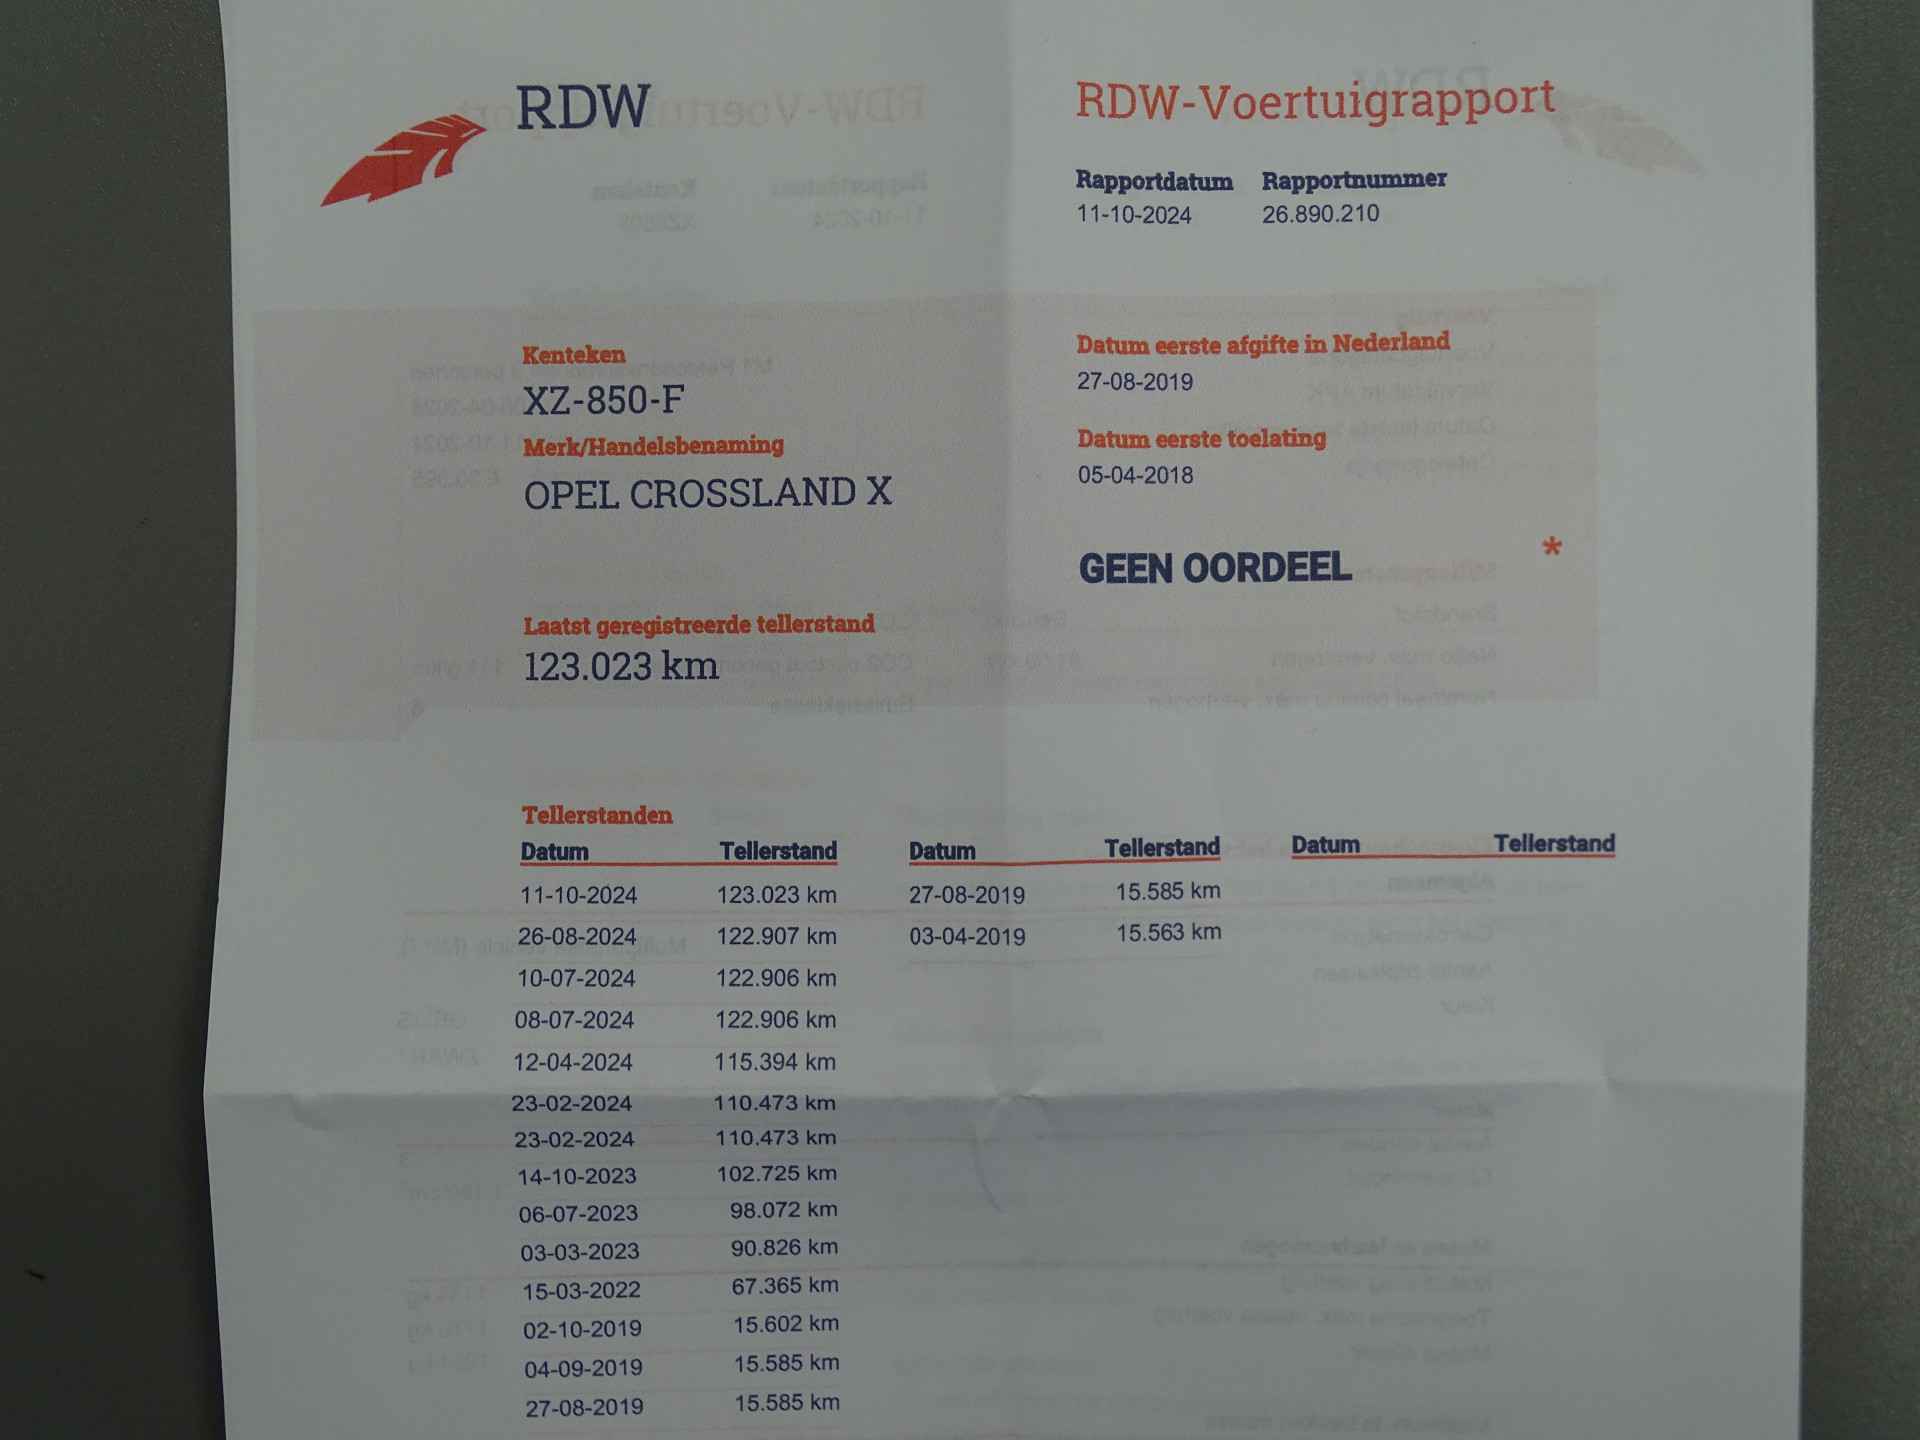 RDW
RDW-Voertuigrapport
Rapportdatum Rapportnummer
11-10-2024 26.890.210
Kenteken
XZ-850-F
Merk/Handelsbenaming
OPEL CROSSLAND X
Laatst geregistreerde tellerstand
123.023 km
Datum eerste afgifte in Nederland
27-08-2019
Datum eerste toelating
05-04-2018
GEEN OORDEEL *
Tellerstanden
Datum Tellerstand Datum Tellerstand Datum Tellerstand
11-10-2024 123.023 km 27-08-2019 15.585 km
26-08-2024 122.907 km 03-04-2019 15.563 km
10-07-2024 122.906 km
08-07-2024 122.906 km
12-04-2024 115.394 km
23-02-2024 110.473 km
23-02-2024 110.473 km
14-10-2023 102.725 km
06-07-2023 98.072 km
03-03-2023 90.826 km
15-03-2022 67.365 km
02-10-2019 15.602 km
04-09-2019 15.585 km
27-08-2019 15.585 km